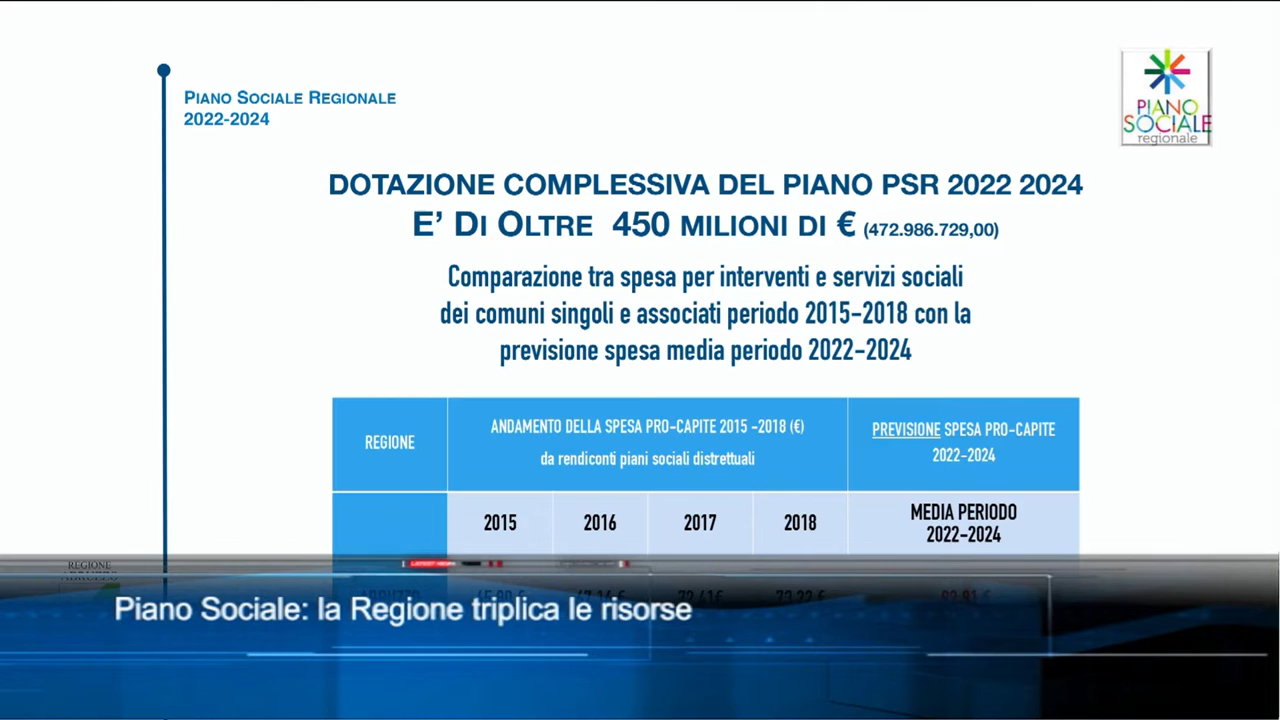 PIANO SOCIALE REGIONALE
2022-2024
PIANO
SOCIALE
regionale
DOTAZIONE COMPLESSIVA DEL PIANO PSR 2022 2024
E' DI OLTRE 450 MILIONI DI € (472.986.729,00)
Comparazione tra spesa per interventi e servizi sociali
dei comuni singoli e associati periodo 2015-2018 con la
previsione spesa media periodo 2022-2024
REGIONE
ANDAMENTO DELLA SPESA PRO-CAPITE 2015 -2018 (€)
da rendiconti piani sociali distrettuali
PREVISIONE SPESA PRO-CAPITE
2022-2024
2015 2016 2017 2018
MEDIA PERIODO
2022-2024
REGIONE
LATEST NEWS
Piano Sociale: la Regione triplica le risorse